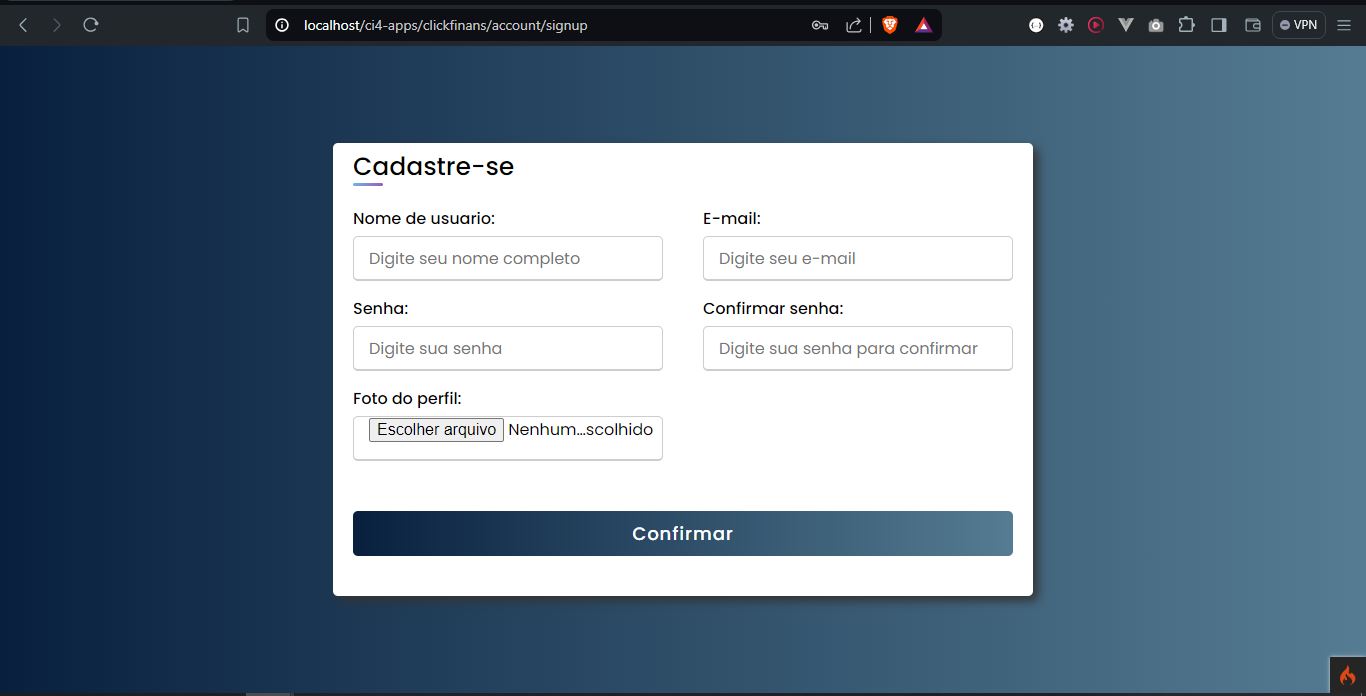 localhost/ci4-apps/clickfinans/account/signup
VPN
Cadastre-se
Nome de usuario:
E-mail:
Digite seu nome completo
Digite seu e-mail
Senha:
Confirmar senha:
Digite sua senha
Digite sua senha para confirmar
Foto do perfil:
Escolher arquivo Nenhum...scolhido
Confirmar